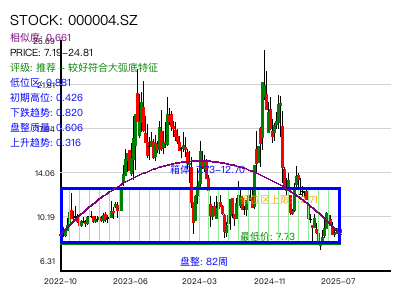 STOCK: 000004.SZ
相似度: 0.661
PRICE: 7.19-24.81
评级: 推荐 - 较好符合大弧底特征
低位区: 0.881
初期高位: 0.426
下跌趋势: 0.820
盘整质量: 0.606
上升趋势: 0.316
14.06
10.19
6.31
最低价: 7.73
盘整: 82周
2022-10
2023-06
2024-03
2024-11
2025-07